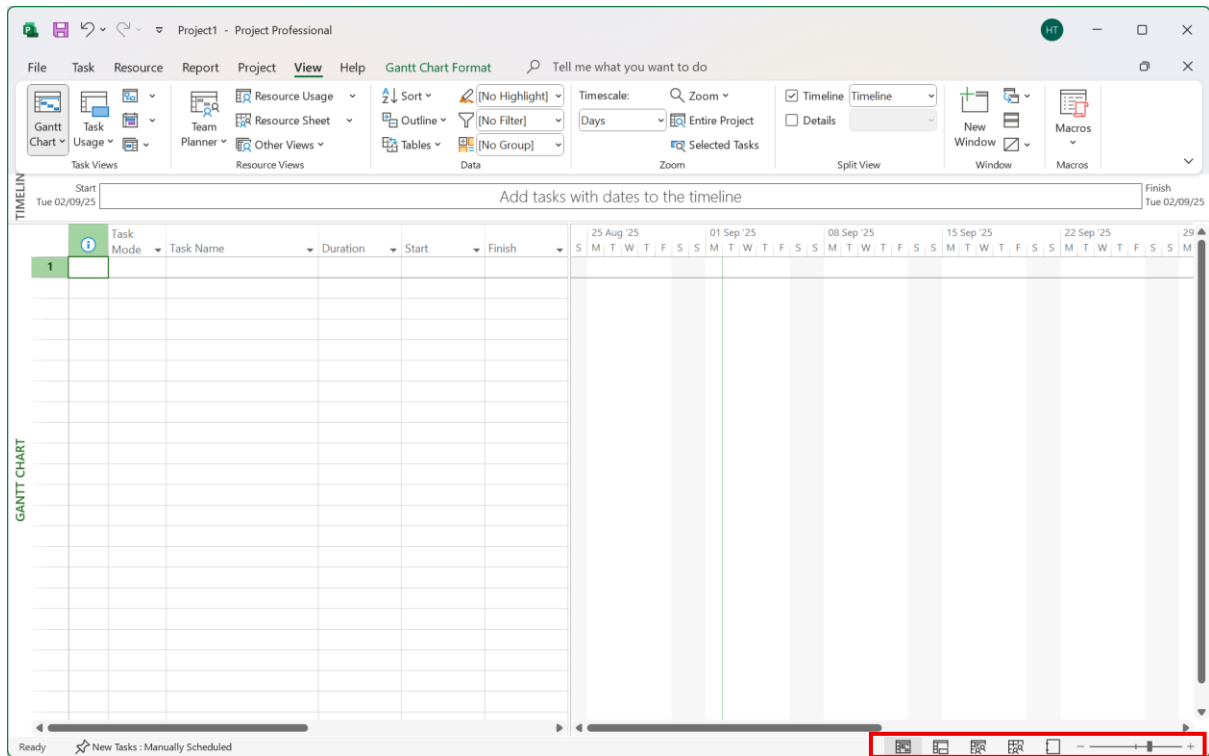 Project1 - Project Professional
HT
File Task Resource Report Project View Help Gantt Chart Format Tell me what you want to do
Gantt Chart
Task Usage
Task Views
Team Planner
Resource Usage
Resource Sheet
Other Views
Resource Views
Sort
Outline
Tables
[No Highlight]
[No Filter]
[No Group]
Data
Timescale:
Days
Zoom
Entire Project
Selected Tasks
Zoom
Timeline Timeline
Details
Split View
New Window
Window
Macros
Macros
TIMELIN
Start
Tue 02/09/25
Add tasks with dates to the timeline
Finish
Tue 02/09/25
Task Mode
Task Name
Duration
Start
Finish
25 Aug '25 01 Sep '25 08 Sep '25 15 Sep '25 22 Sep '25 29
S M T W T F S S M T W T F S S M T W T F S S M T W T F S S M T W T F S S M
1
GANTT CHART
Ready New Tasks : Manually Scheduled